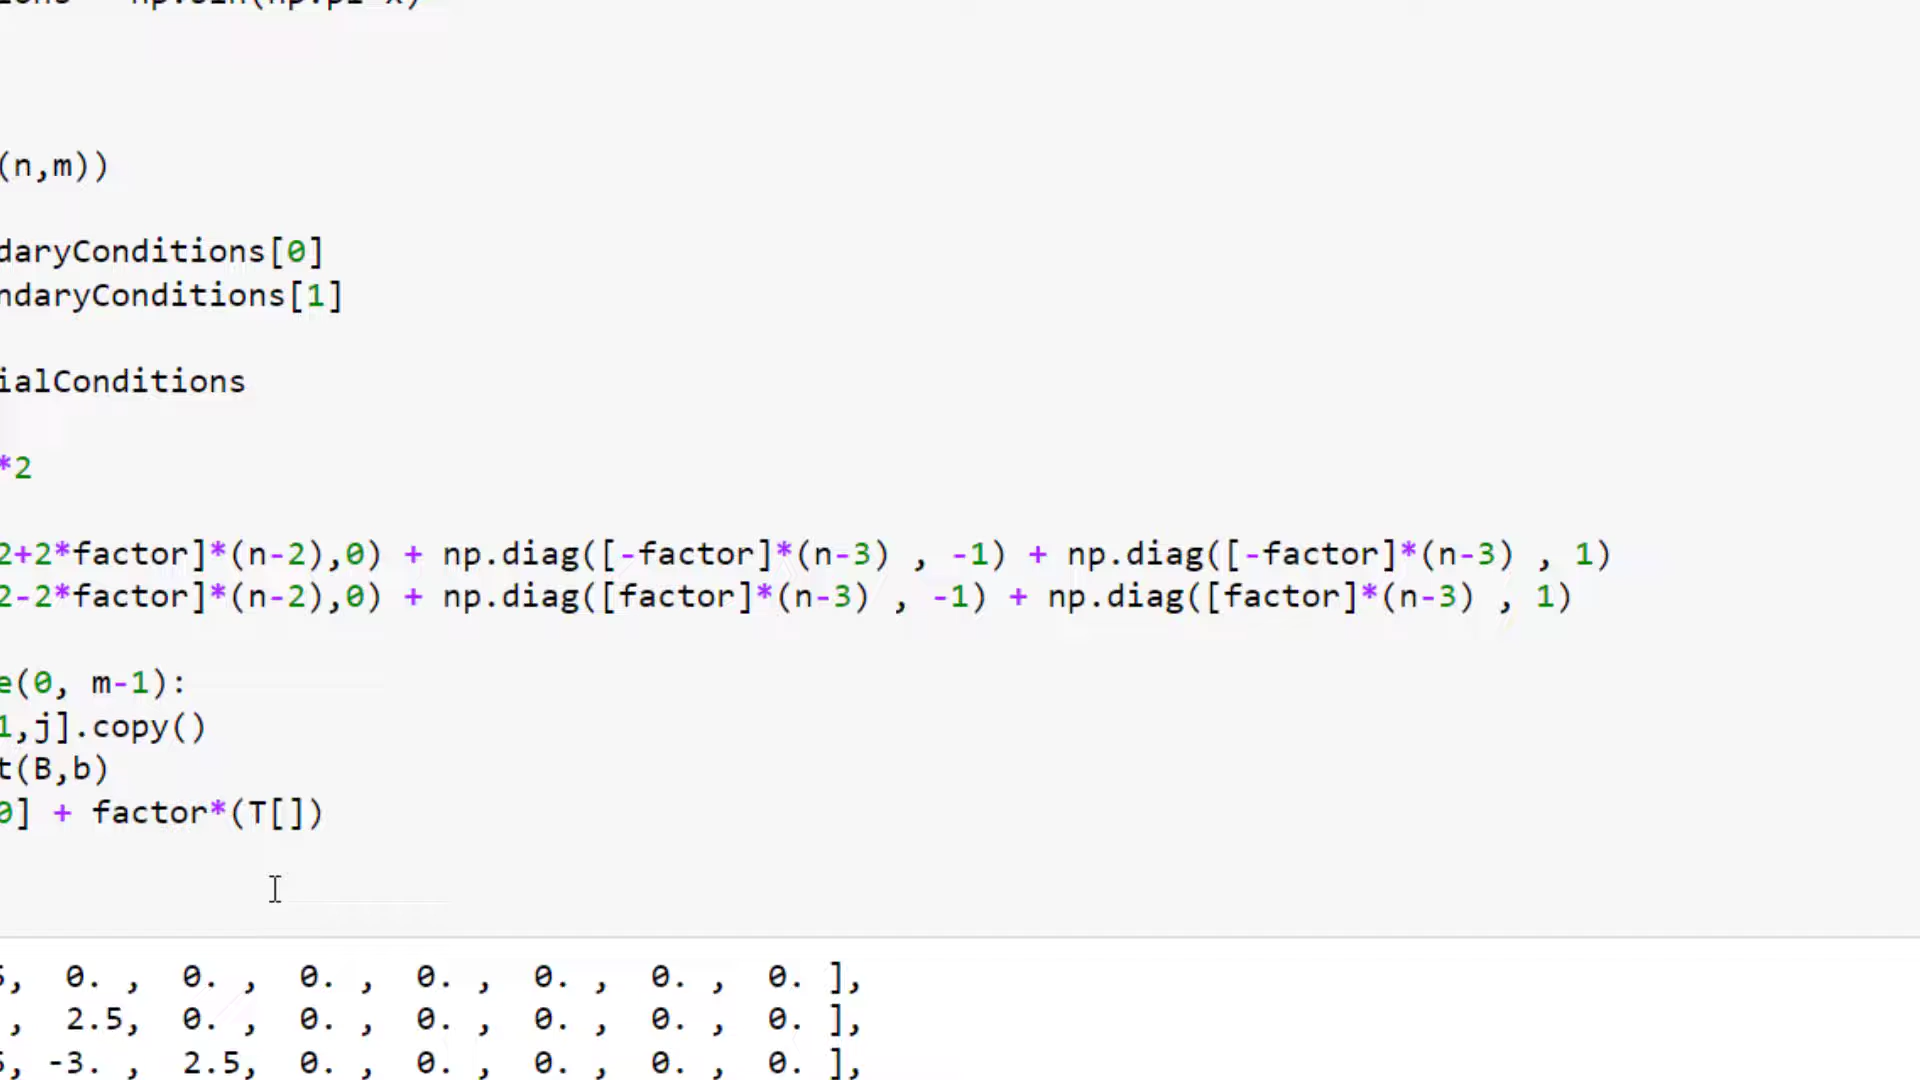 (n,m))
daryConditions[0]
ndaryConditions[1]
ialConditions
*2
2+2*factor]*(n-2),0) + np.diag([-factor]*(n-3) , -1) + np.diag([-factor]*(n-3) , 1)
2-2*factor]*(n-2),0) + np.diag([factor]*(n-3) , -1) + np.diag([factor]*(n-3) , 1)
e(0, m-1):
1,j].copy()
t(B,b)
0] + factor*(T[])
5, 0. , 0. , 0. , 0. , 0. , 0. , 0. ],
, 2.5, 0. , 0. , 0. , 0. , 0. , 0. ],
5, -3. , 2.5, 0. , 0. , 0. , 0. , 0. ],